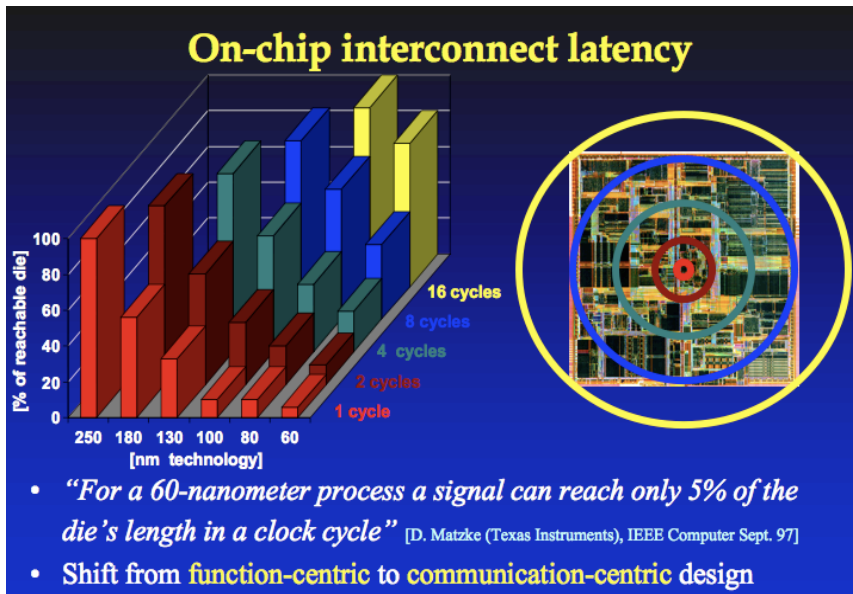 On-chip interconnect latency
[% of reachable die]
100
80
60
40
20
0
250 180 130 100 80 60
[nm technology]
16 cycles
8 cycles
4 cycles
2 cycles
1 cycle
• “For a 60-nanometer process a signal can reach only 5% of the
die’s length in a clock cycle” [D. Matzke (Texas Instruments), IEEE Computer Sept. 97]
• Shift from function-centric to communication-centric design